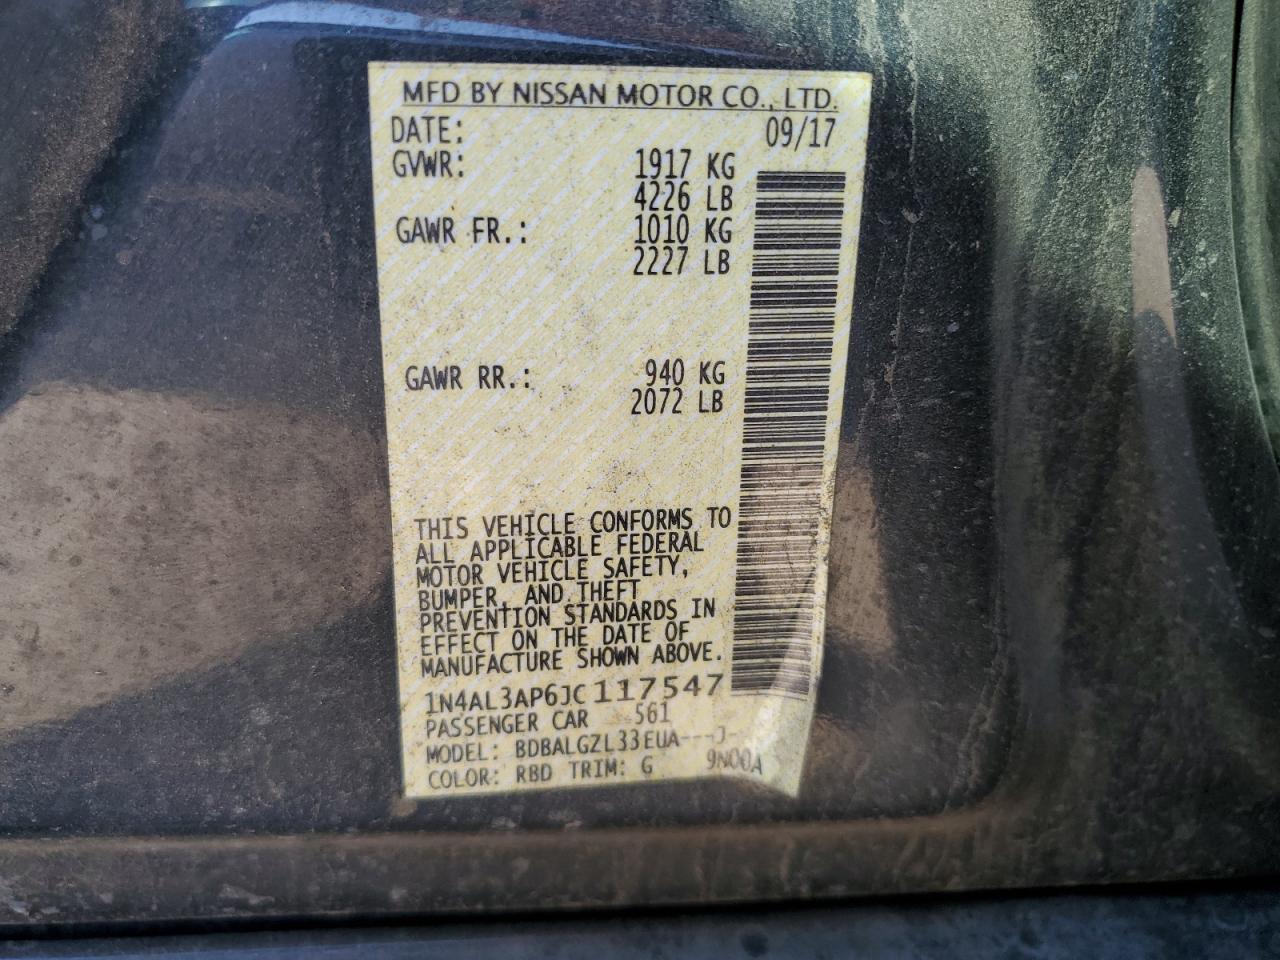 MFD BY NISSAN MOTOR CO., LTD.
DATE: 09/17
GVWR: 1917 KG
4226 LB
GAWR FR.: 1010 KG
2227 LB
GAWR RR.: 940 KG
2072 LB
THIS VEHICLE CONFORMS TO
ALL APPLICABLE FEDERAL
MOTOR VEHICLE SAFETY,
BUMPER, AND THEFT
PREVENTION STANDARDS IN
EFFECT ON THE DATE OF
MANUFACTURE SHOWN ABOVE.
1N4AL3AP6JC117547
PASSENGER CAR 561
MODEL: BDBALGZL33EUA---J-
COLOR: RBD TRIM: G 9N00A